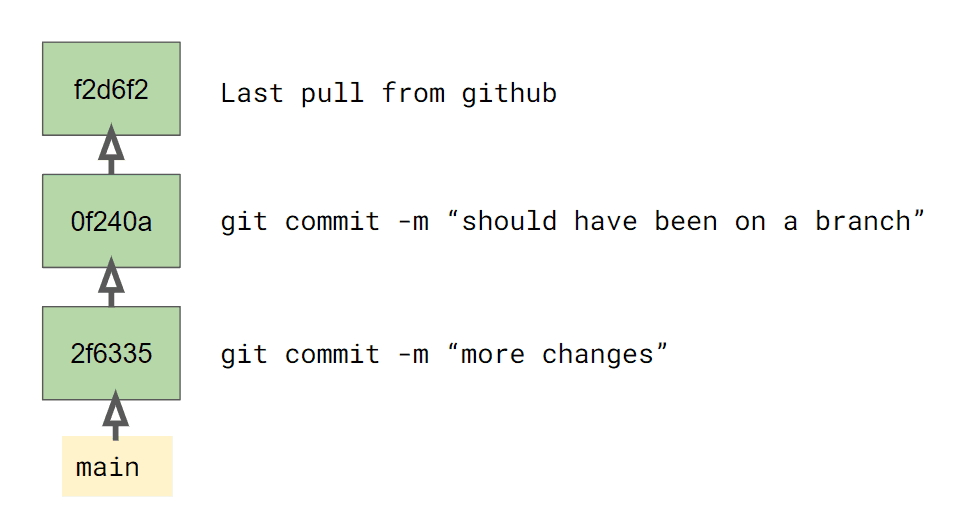 f2d6f2 Last pull from github
0f240a git commit -m “should have been on a branch”
2f6335 git commit -m “more changes”
main